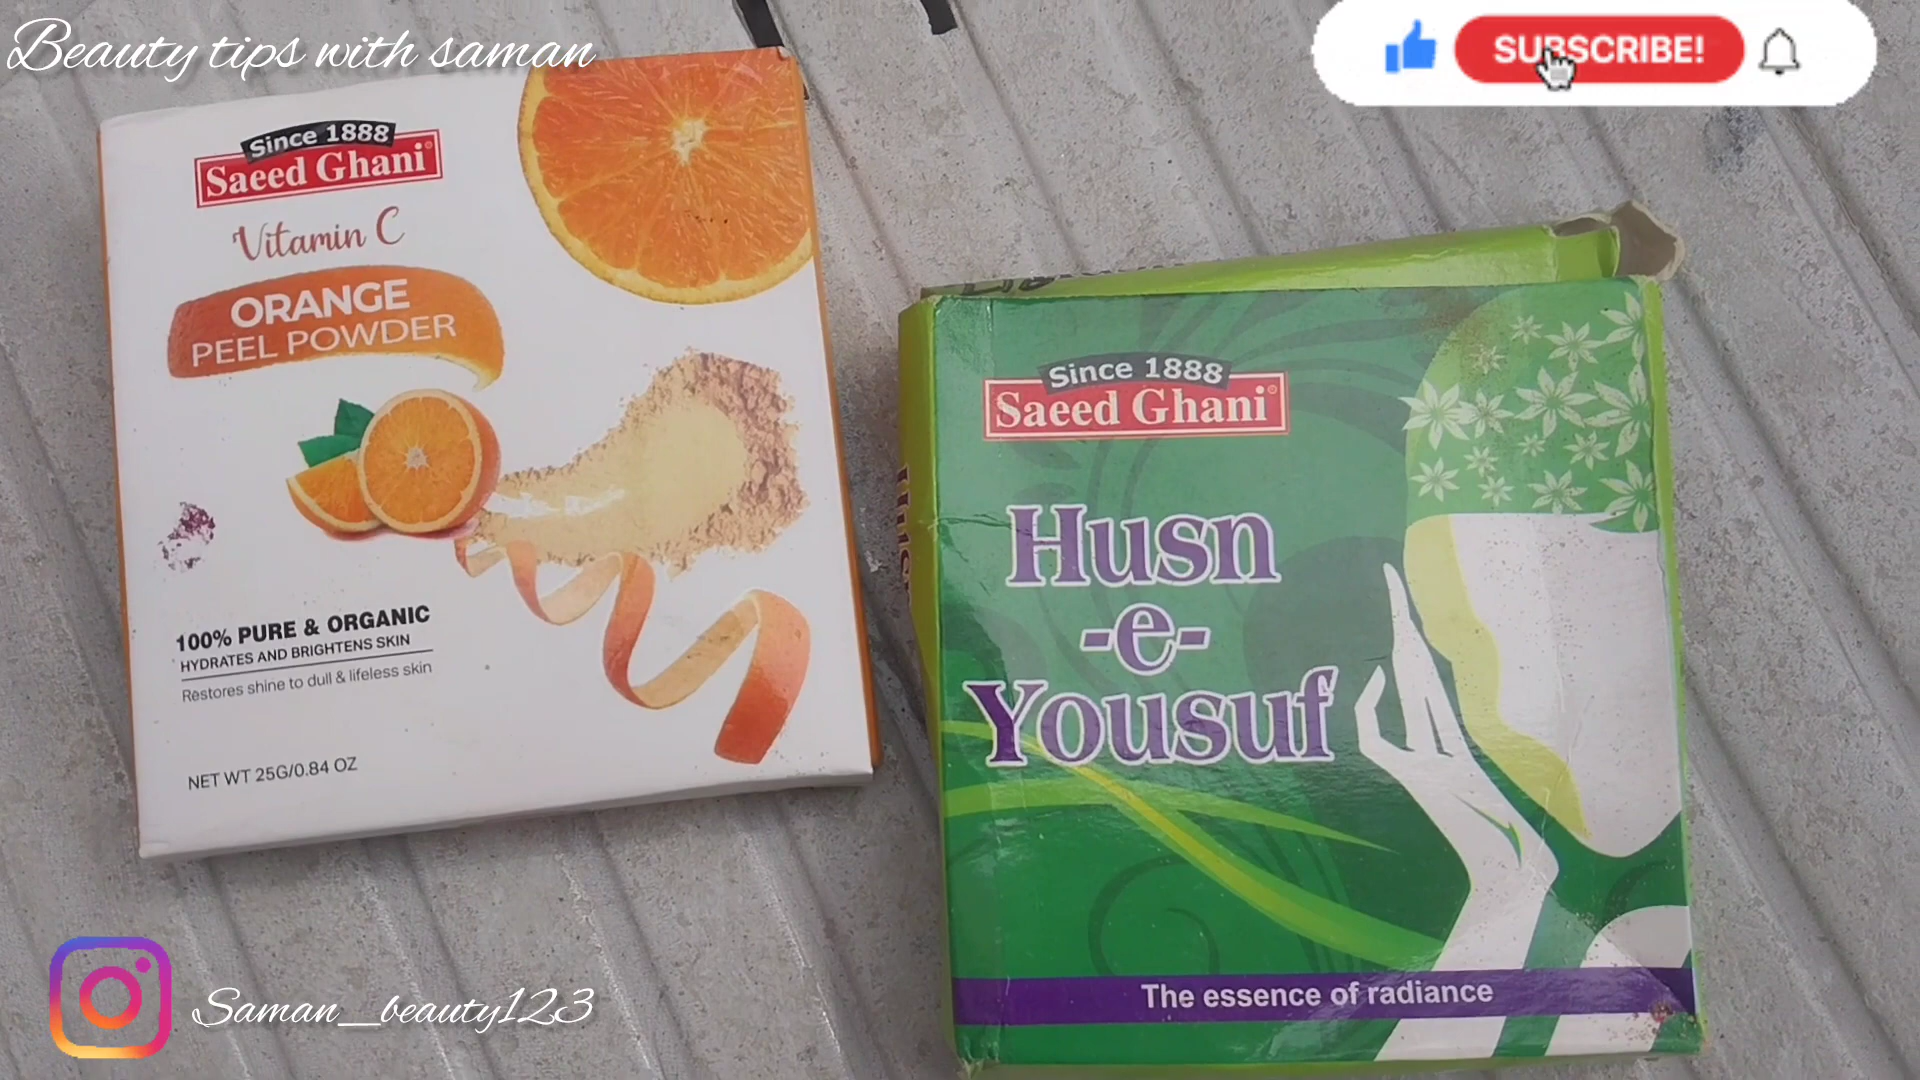 Beauty tips with saman
SUBSCRIBE!
Since 1888
Saeed Ghani
Vitamin C
ORANGE
PEEL POWDER
100% PURE & ORGANIC
HYDRATES AND BRIGHTENS SKIN
Restores shine to dull & lifeless skin
NET WT 25G/0.84 OZ
Since 1888
Saeed Ghani
Husn
-e-
Yousuf
The essence of radiance
Saman_beauty123